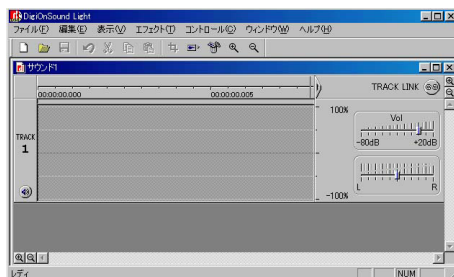 DigiOnSound Light
ファイル(F) 編集(E) 表示(V) エフェクト(T) コントロール(C) ウィンドウ(W) ヘルプ(H)
サウンド1
00:00:00.000 00:00:00.005
TRACK LINK
100%
Vol
-80dB +20dB
TRACK
1
L R
-100%
レディ
NUM